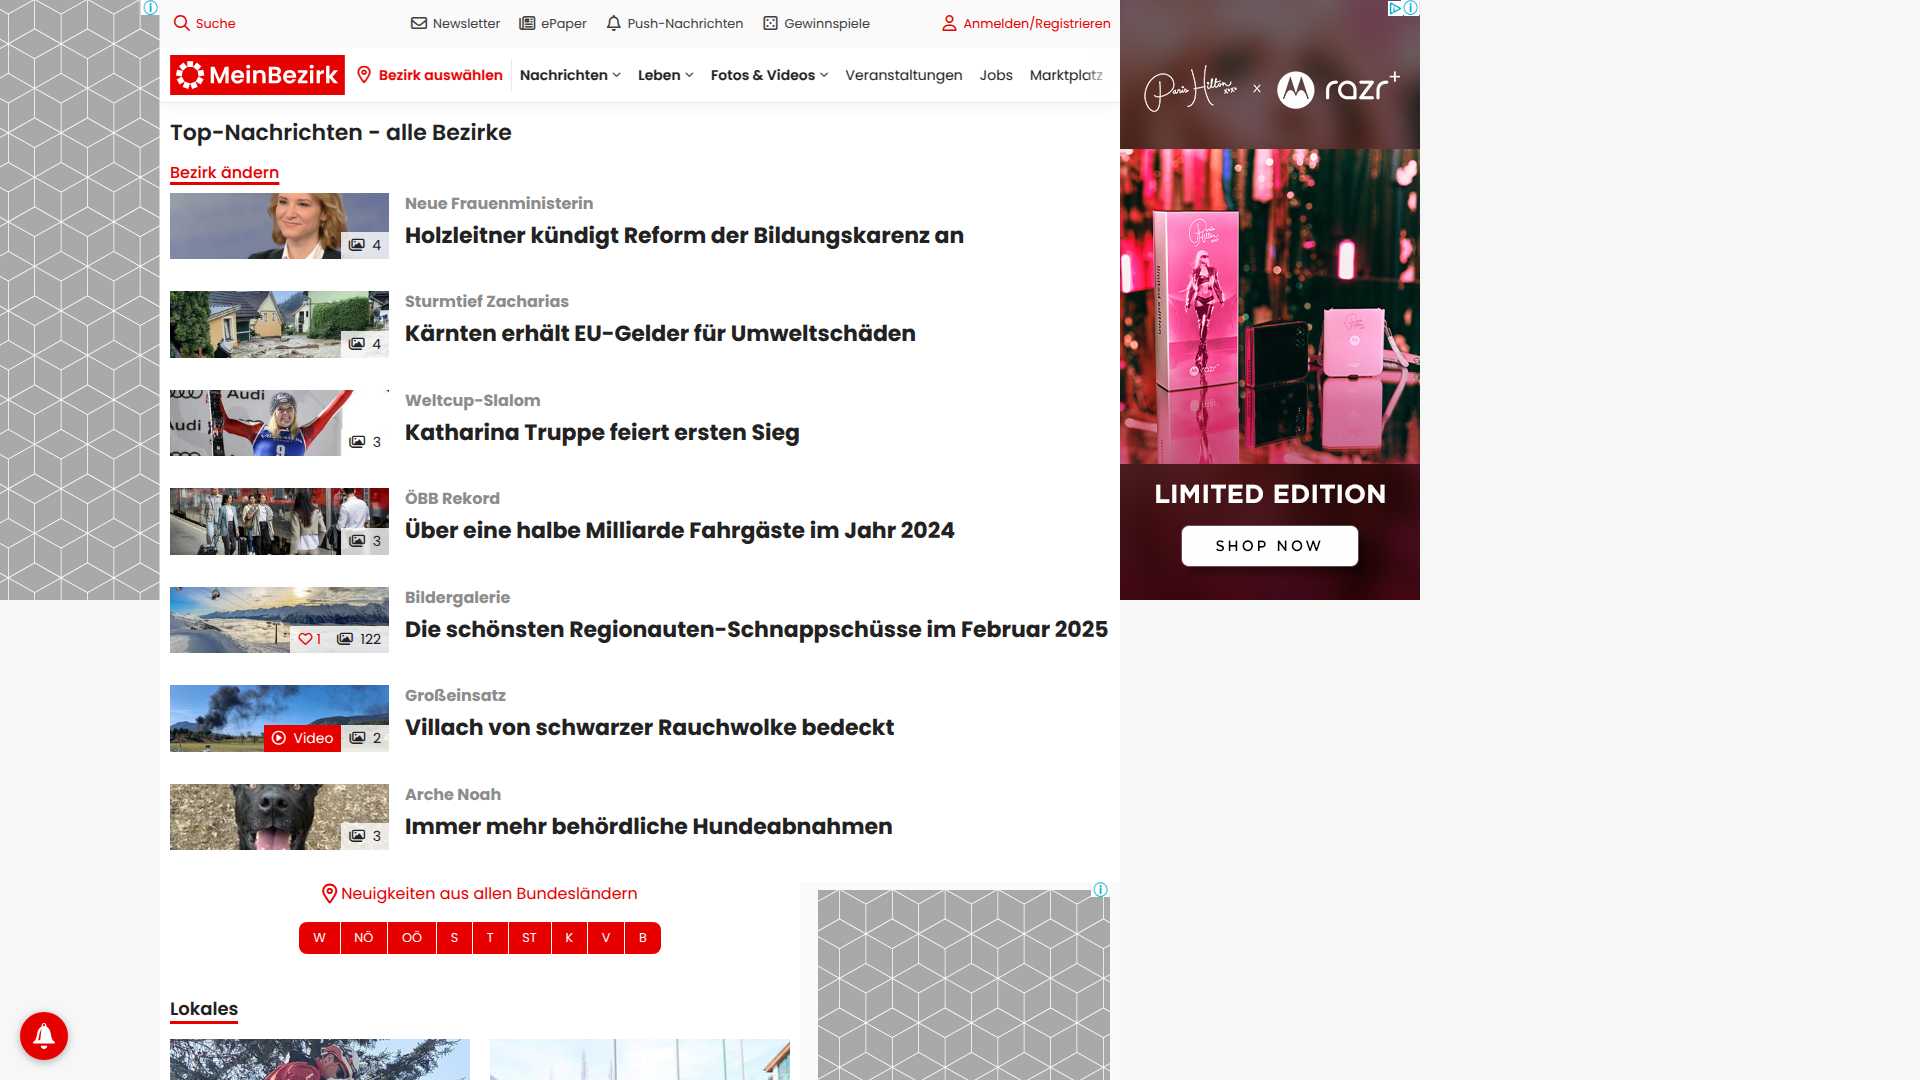 Suche
Newsletter
ePaper
Push-Nachrichten
Gewinnspiele
Anmelden/Registrieren
MeinBezirk
Bezirk auswählen
Nachrichten
Leben
Fotos & Videos
Veranstaltungen
Jobs
Marktplatz
Top-Nachrichten - alle Bezirke
Bezirk ändern
4
Neue Frauenministerin
Holzleitner kündigt Reform der Bildungskarenz an
4
Sturmtief Zacharias
Kärnten erhält EU-Gelder für Umweltschäden
Audi
Audi
9
3
Weltcup-Slalom
Katharina Truppe feiert ersten Sieg
3
ÖBB Rekord
Über eine halbe Milliarde Fahrgäste im Jahr 2024
1
122
Bildergalerie
Die schönsten Regionauten-Schnappschüsse im Februar 2025
Video
2
Großeinsatz
Villach von schwarzer Rauchwolke bedeckt
3
Arche Noah
Immer mehr behördliche Hundeabnahmen
Neuigkeiten aus allen Bundesländern
W
NÖ
OÖ
S
T
ST
K
V
B
Lokales
Paris Hilton x razr+
LIMITED EDITION
SHOP NOW